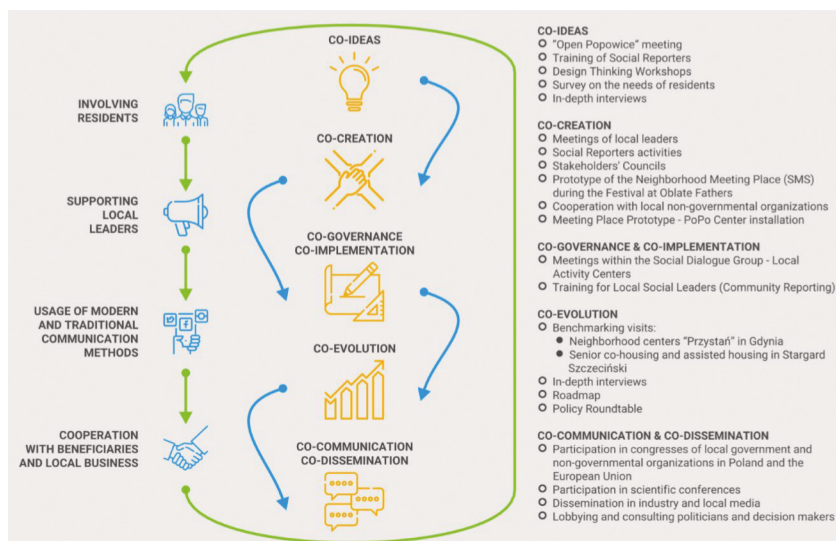 INVOLVING
RESIDENTS
SUPPORTING
LOCAL
LEADERS
USAGE OF MODERN
AND TRADITIONAL
COMMUNICATION
METHODS
COOPERATION
WITH BENEFICIARIES
AND LOCAL BUSINESS
CO-IDEAS
CO-CREATION
CO-GOVERNANCE
CO-IMPLEMENTATION
CO-EVOLUTION
CO-COMMUNICATION
CO-DISSEMINATION
CO-IDEAS
"Open Popowice" meeting
Training of Social Reporters
Design Thinking Workshops
Survey on the needs of residents
In-depth interviews
CO-CREATION
Meetings of local leaders
Social Reporters activities
Stakeholders' Councils
Prototype of the Neighborhood Meeting Place (SMS)
during the Festival at Oblate Fathers
Cooperation with local non-governmental organizations
Meeting Place Prototype - PoPo Center installation
CO-GOVERNANCE & CO-IMPLEMENTATION
Meetings within the Social Dialogue Group - Local
Activity Centers
Training for Local Social Leaders (Community Reporting)
CO-EVOLUTION
Benchmarking visits:
Neighborhood centers "Przystań" in Gdynia
Senior co-housing and assisted housing in Stargard
Szczeciński
In-depth interviews
Roadmap
Policy Roundtable
CO-COMMUNICATION & CO-DISSEMINATION
Participation in congresses of local government and
non-governmental organizations in Poland and the
European Union
Participation in scientific conferences
Dissemination in industry and local media
Lobbying and consulting politicians and decision makers